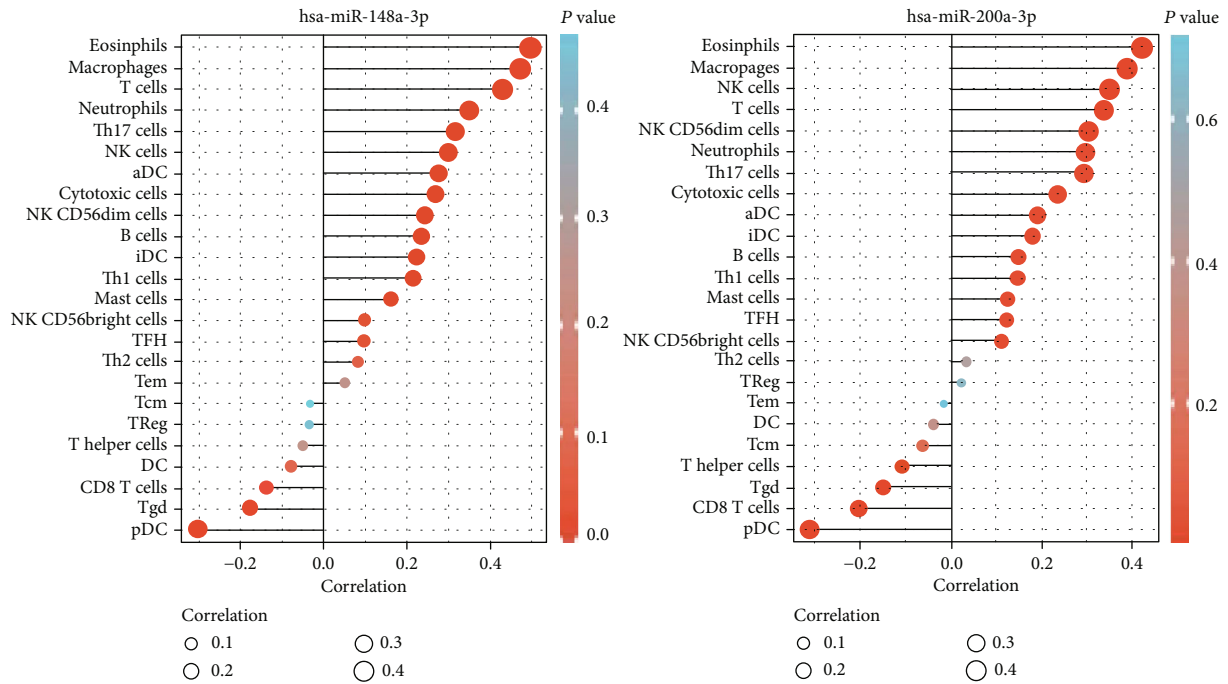 hsa-miR-148a-3p
P value
Eosinphils
Macrophages
T cells
Neutrophils
Th17 cells
NK cells
aDC
Cytotoxic cells
NK CD56dim cells
B cells
iDC
Th1 cells
Mast cells
NK CD56bright cells
TFH
Th2 cells
Tem
Tcm
TReg
T helper cells
DC
CD8 T cells
Tgd
pDC
0.4
0.3
0.2
0.1
0.0
−0.2 0.0 0.2 0.4
Correlation
Correlation
0.1 0.3
0.2 0.4
hsa-miR-200a-3p
P value
Eosinphils
Macropages
NK cells
T cells
NK CD56dim cells
Neutrophils
Th17 cells
Cytotoxic cells
aDC
iDC
B cells
Th1 cells
Mast cells
TFH
NK CD56bright cells
Th2 cells
TReg
Tem
DC
Tcm
T helper cells
Tgd
CD8 T cells
pDC
0.6
0.4
0.2
−0.2 0.0 0.2 0.4
Correlation
Correlation
0.1 0.3
0.2 0.4